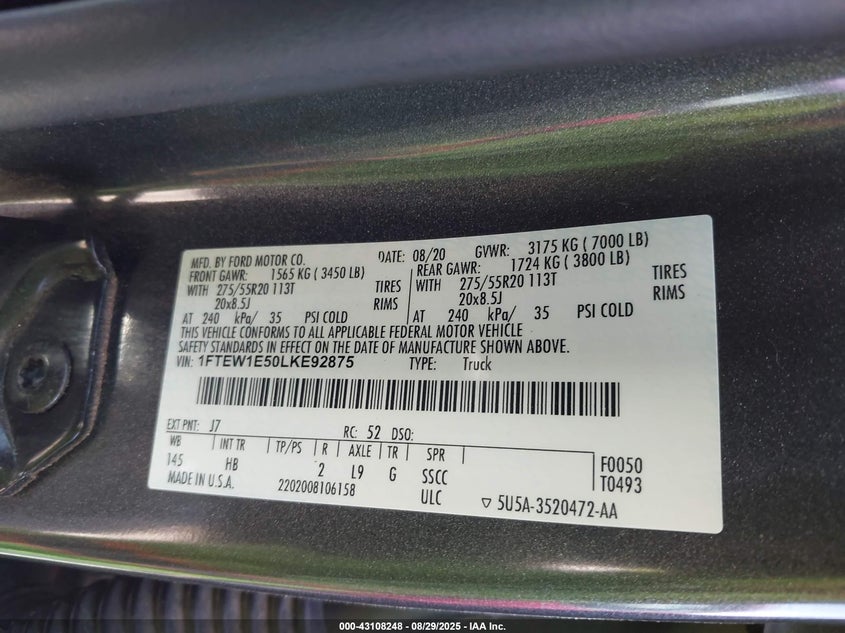 MFD. BY FORD MOTOR CO. DATE: 08/20 GVWR: 3175 KG ( 7000 LB)
FRONT GAWR: 1565 KG ( 3450 LB) REAR GAWR: 1724 KG ( 3800 LB)
WITH 275/55R20 113T TIRES WITH 275/55R20 113T TIRES
20x8.5J RIMS 20x8.5J RIMS
AT 240 kPa/ 35 PSI COLD AT 240 kPa/ 35 PSI COLD
THIS VEHICLE CONFORMS TO ALL APPLICABLE FEDERAL MOTOR VEHICLE
SAFETY STANDARDS IN EFFECT ON THE DATE OF MANUFACTURE SHOWN ABOVE.
VIN: 1FTEW1E50LKE92875 TYPE: Truck
EXT PNT: J7 RC: 52 DSO:
WB INT TR TP/PS R AXLE TR SPR
145 HB 2 L9 G SSCC F0050
MADE IN U.S.A. 2202008106158 ULC T0493
5U5A-3520472-AA
000-43108248 - 08/29/2025 - IAA Inc.